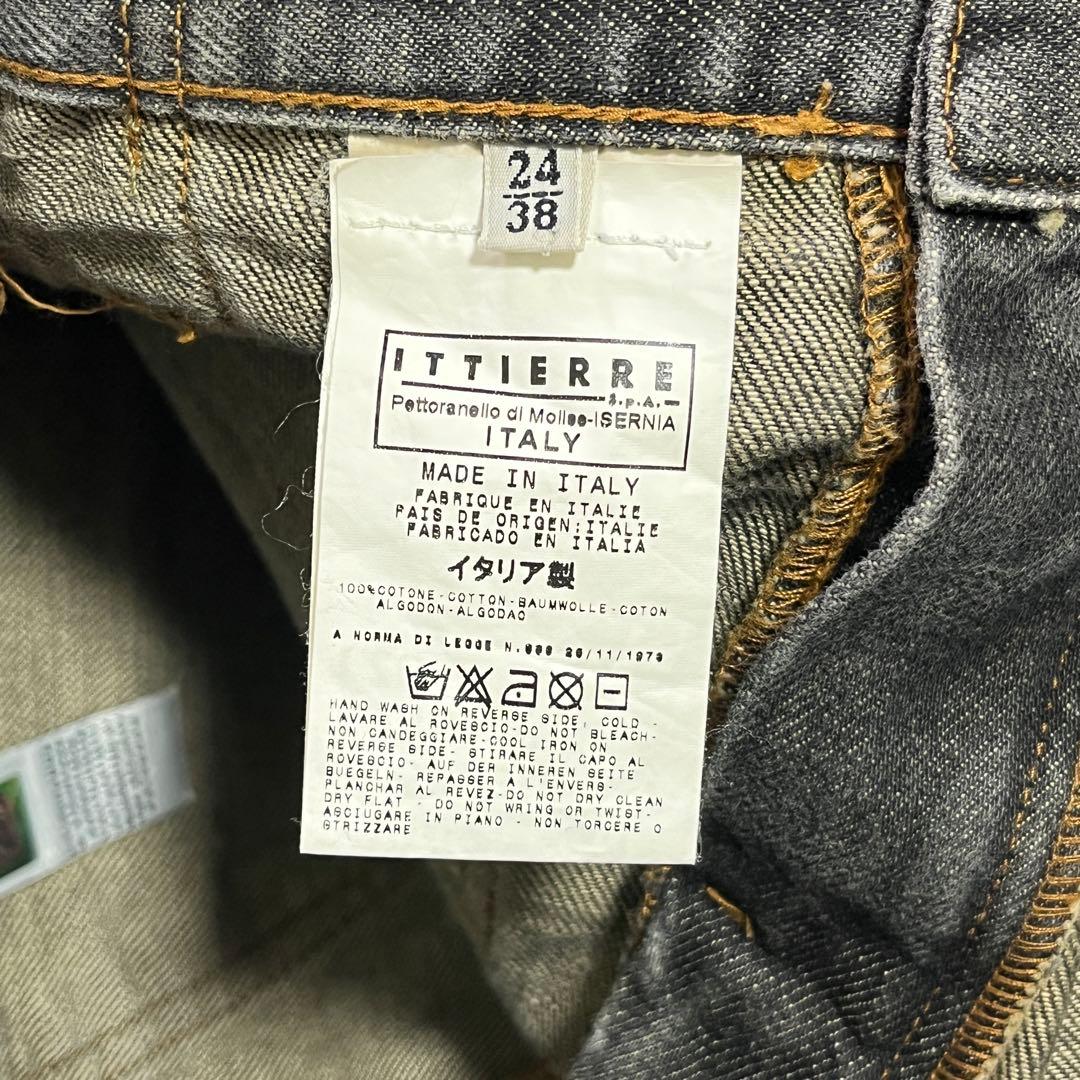 24
38
ITTIERRE
S.p.A.
Pettoranello di Molise-ISERNIA
ITALY
MADE IN ITALY
FABRIQUE EN ITALIE
PAIS DE ORIGEN:ITALIE
FABRICADO EN ITALIA
イタリア製
100%COTONE-COTTON-BAUMWOLLE-COTON
ALGODON-ALGODAO
A NORMA DI LEGGE N.883 26/11/1973
HAND WASH ON REVERSE SIDE, COLD -
LAVARE AL ROVESCIO-DO NOT BLEACH-
NON CANDEGGIARE-COOL IRON ON
REVERSE SIDE- STIRARE IL CAPO AL
ROVESCIO- AUF DER INNEREN SEITE
BUEGELN- REPASSER A L'ENVERS-
PLANCHAR AL REVEZ-DO NOT DRY CLEAN
DRY FLAT - DO NOT WRING OR TWIST-
ASCIUGARE IN PIANO - NON TORCERE O
STRIZZARE